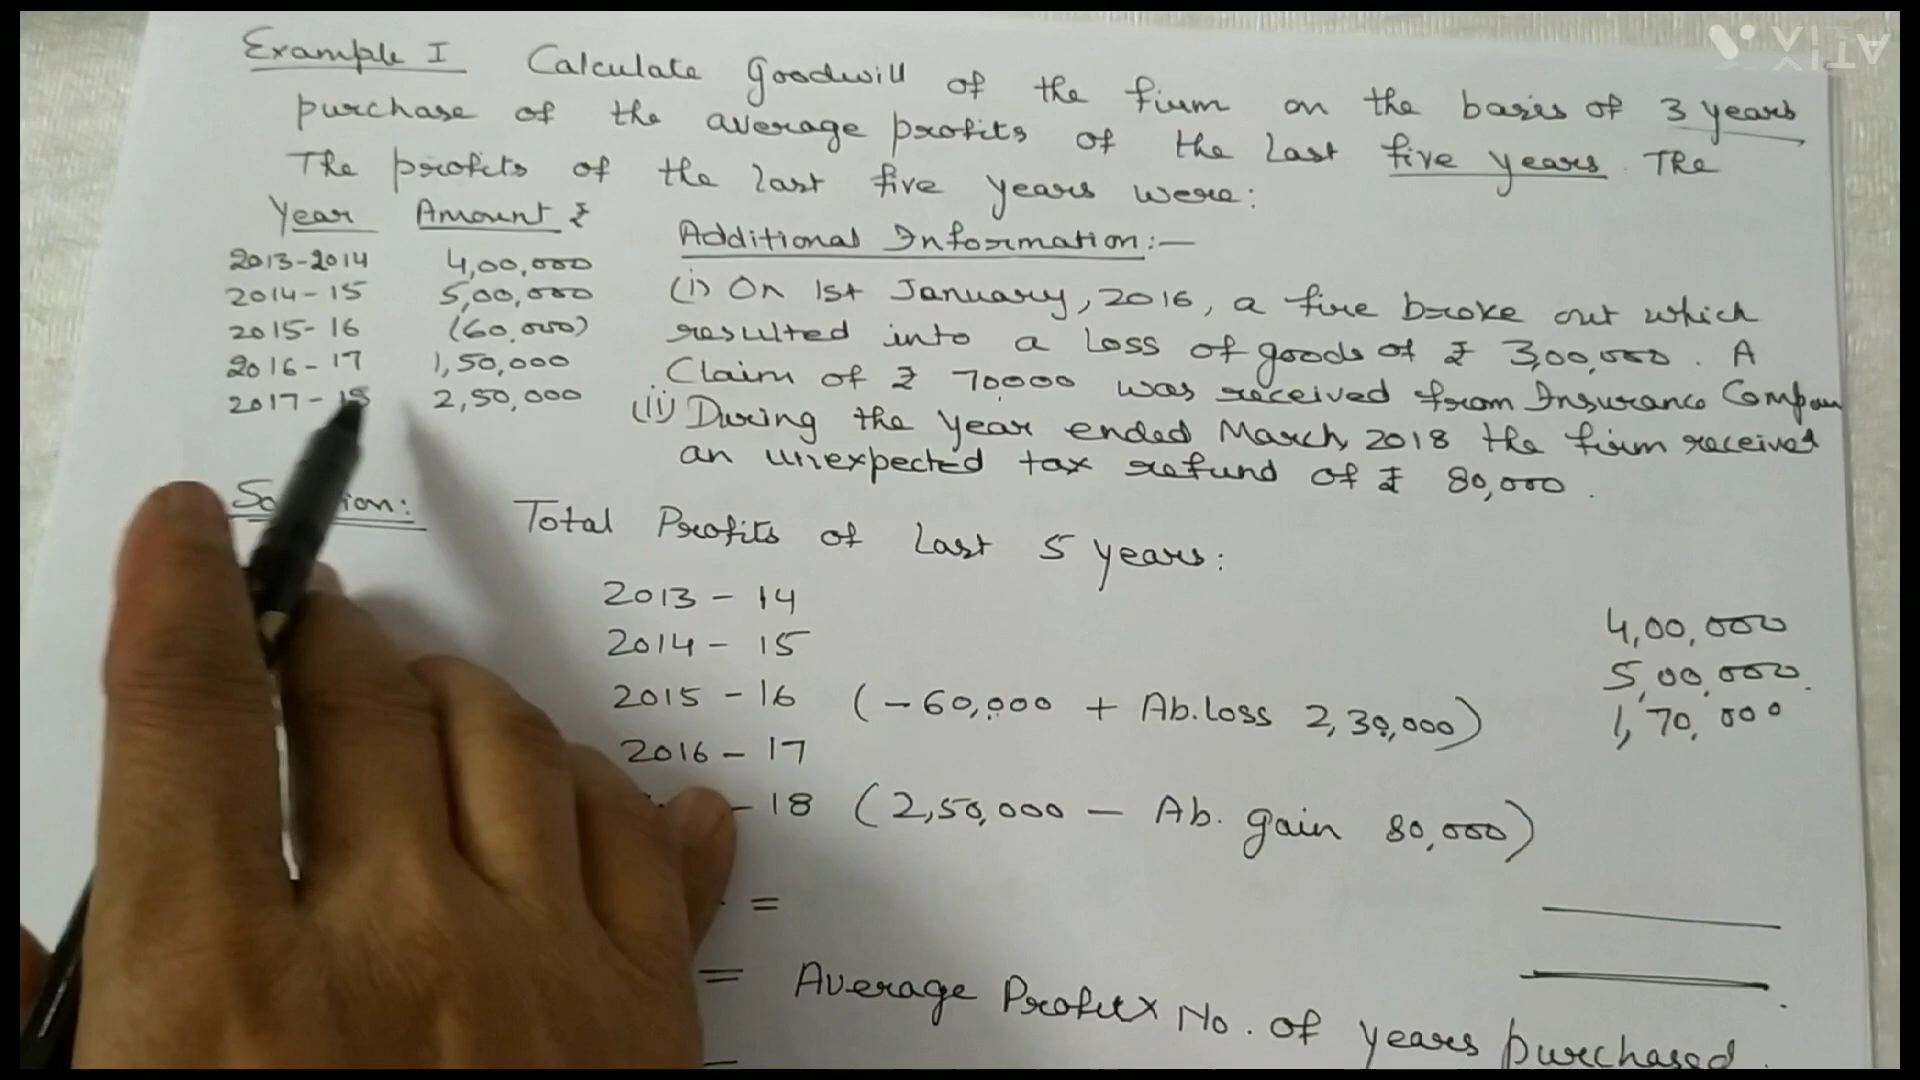 Example I Calculate Goodwill of the firm on the basis of 3 years
purchase of the average profits of the last five years. The
The profits of the last five years were:
Year Amount ₹
2013-2014 4,00,000
2014-15 5,00,000
2015-16 (60,000)
2016-17 1,50,000
2017-18 2,50,000
Additional Information:—
(i) On 1st January, 2016, a fire broke out which
resulted into a loss of goods of ₹ 3,00,000. A
Claim of ₹ 70000 was received from Insurance Company
(ii) During the year ended March, 2018 the firm received
an unexpected tax refund of ₹ 80,000.
Solution: Total Profits of last 5 years:
2013-14 4,00,000
2014-15 5,00,000.
2015-16 (-60,000 + Ab.loss 2,30,000) 1,70,000
2016-17
-18 (2,50,000 — Ab. gain 80,000)
=
= Average Profit x No. of years purchased.